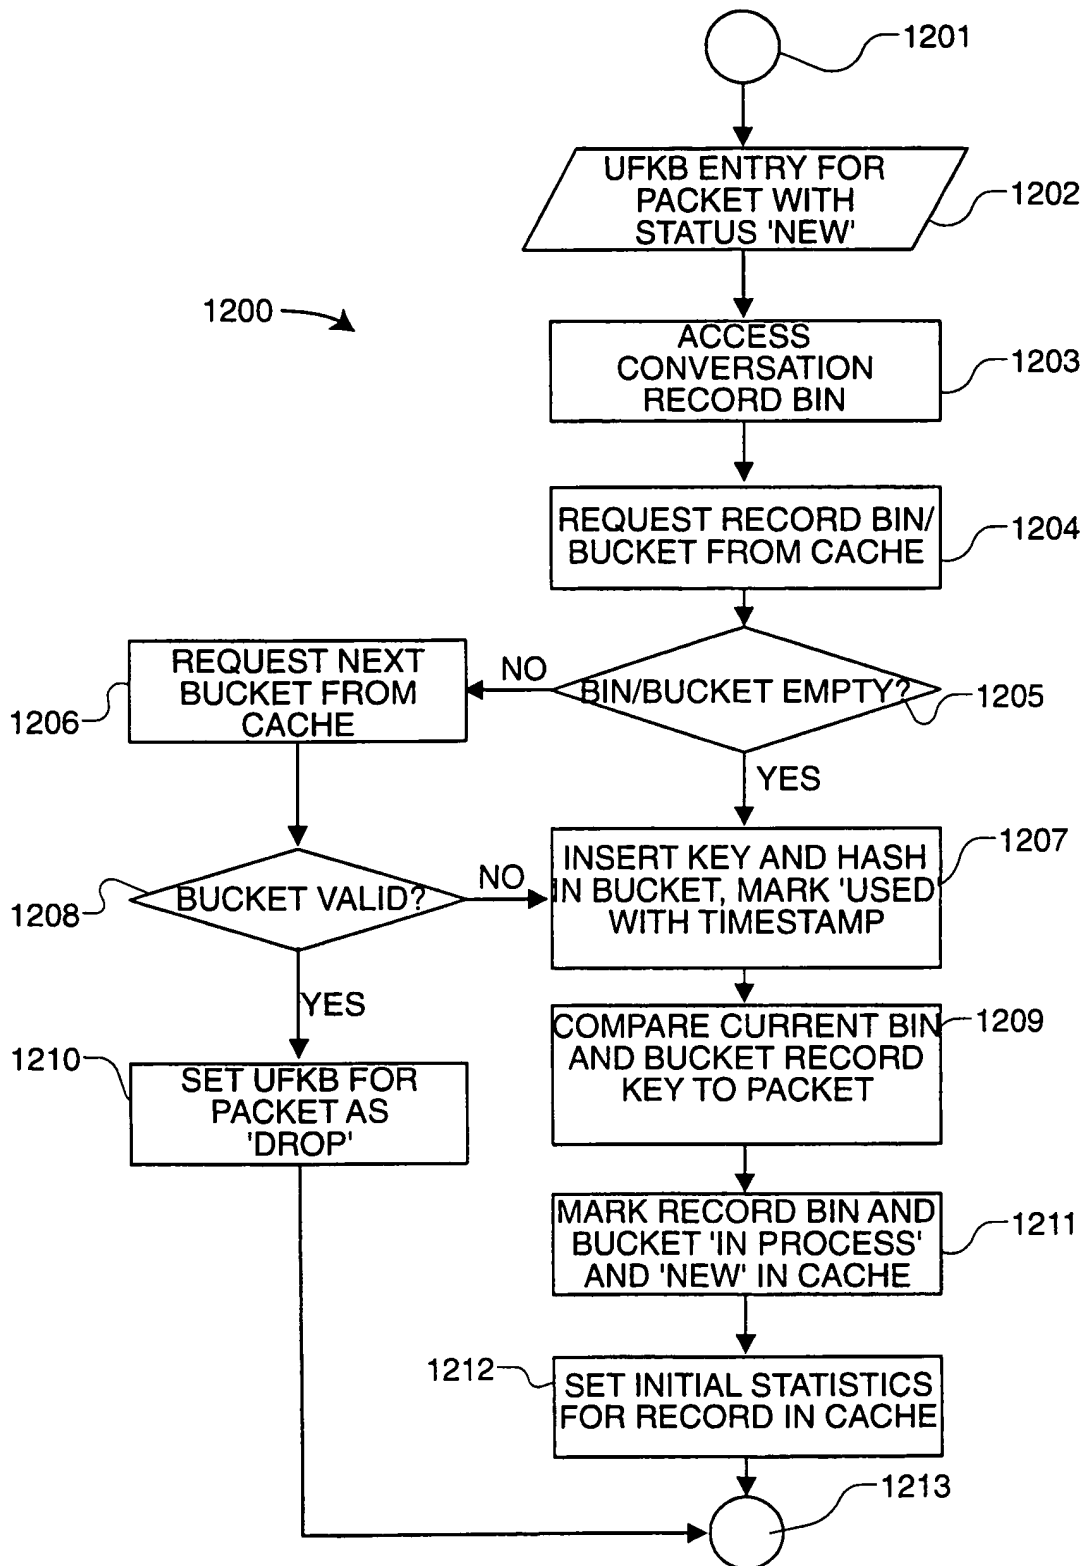 1201
UFKB ENTRY FOR
PACKET WITH
STATUS 'NEW'
1202
1200
ACCESS
CONVERSATION
RECORD BIN
1203
REQUEST RECORD BIN/
BUCKET FROM CACHE
1204
REQUEST NEXT
BUCKET FROM
CACHE
1206
NO
BIN/BUCKET EMPTY?
1205
YES
INSERT KEY AND HASH
IN BUCKET, MARK 'USED'
WITH TIMESTAMP
1207
BUCKET VALID?
1208
NO
YES
COMPARE CURRENT BIN
AND BUCKET RECORD
KEY TO PACKET
1209
1210
SET UFKB FOR
PACKET AS
'DROP'
MARK RECORD BIN AND
BUCKET 'IN PROCESS'
AND 'NEW' IN CACHE
1211
1212
SET INITIAL STATISTICS
FOR RECORD IN CACHE
1213